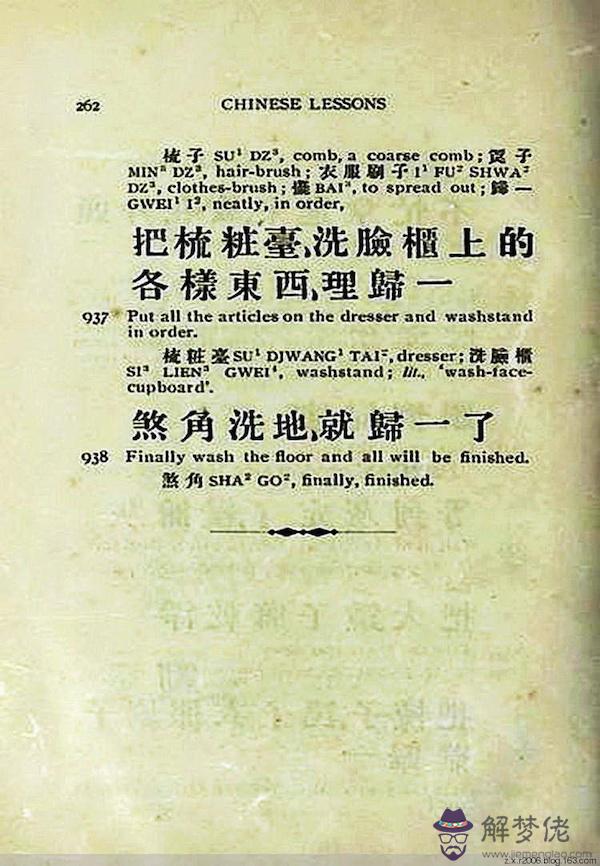 262 CHINESE LESSONS
梳子 SU¹ DZ³, comb, a coarse comb; 子
MIN³ DZ³, hair-brush; 衣服刷子 I¹ FU² SHWA²
DZ³, clothes-brush; 擺 BAI³, to spread out; 歸一
GWEI¹ I², neatly, in order,
把梳粧臺、洗臉櫃上的
各樣東西、理歸一
937 Put all the articles on the dresser and washstand
in order.
梳粧臺 SU¹ DJWANG¹ TAI², dresser; 洗臉櫃
SI³ LIEN³ GWEI⁴, washstand; lit., 'wash-face-
cupboard'.
煞角洗地、就歸一了
938 Finally wash the floor and all will be finished.
煞角 SHA² GO², finally, finished.
解梦佬
www.jiemenglao.com
z.x.r2006.blog.163.com